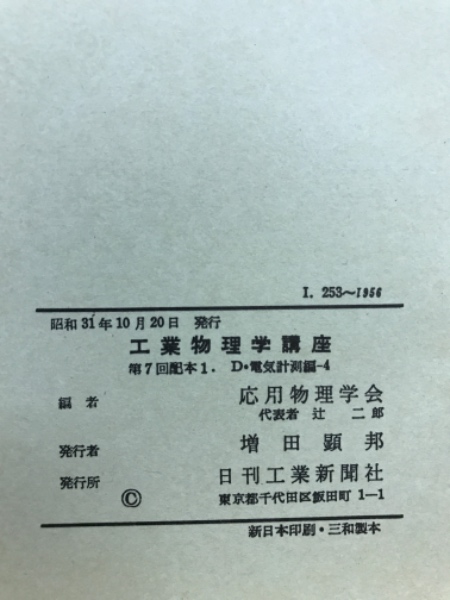 I. 253〜1956
昭和31年10月20日 発行
工業物理学講座
第7回配本1. D・電気計測編-4
編者 応用物理学会
代表者 辻 二郎
発行者 増田顕邦
発行所 日刊工業新聞社
Ⓒ 東京都千代田区飯田町 1—1
新日本印刷・三和製本